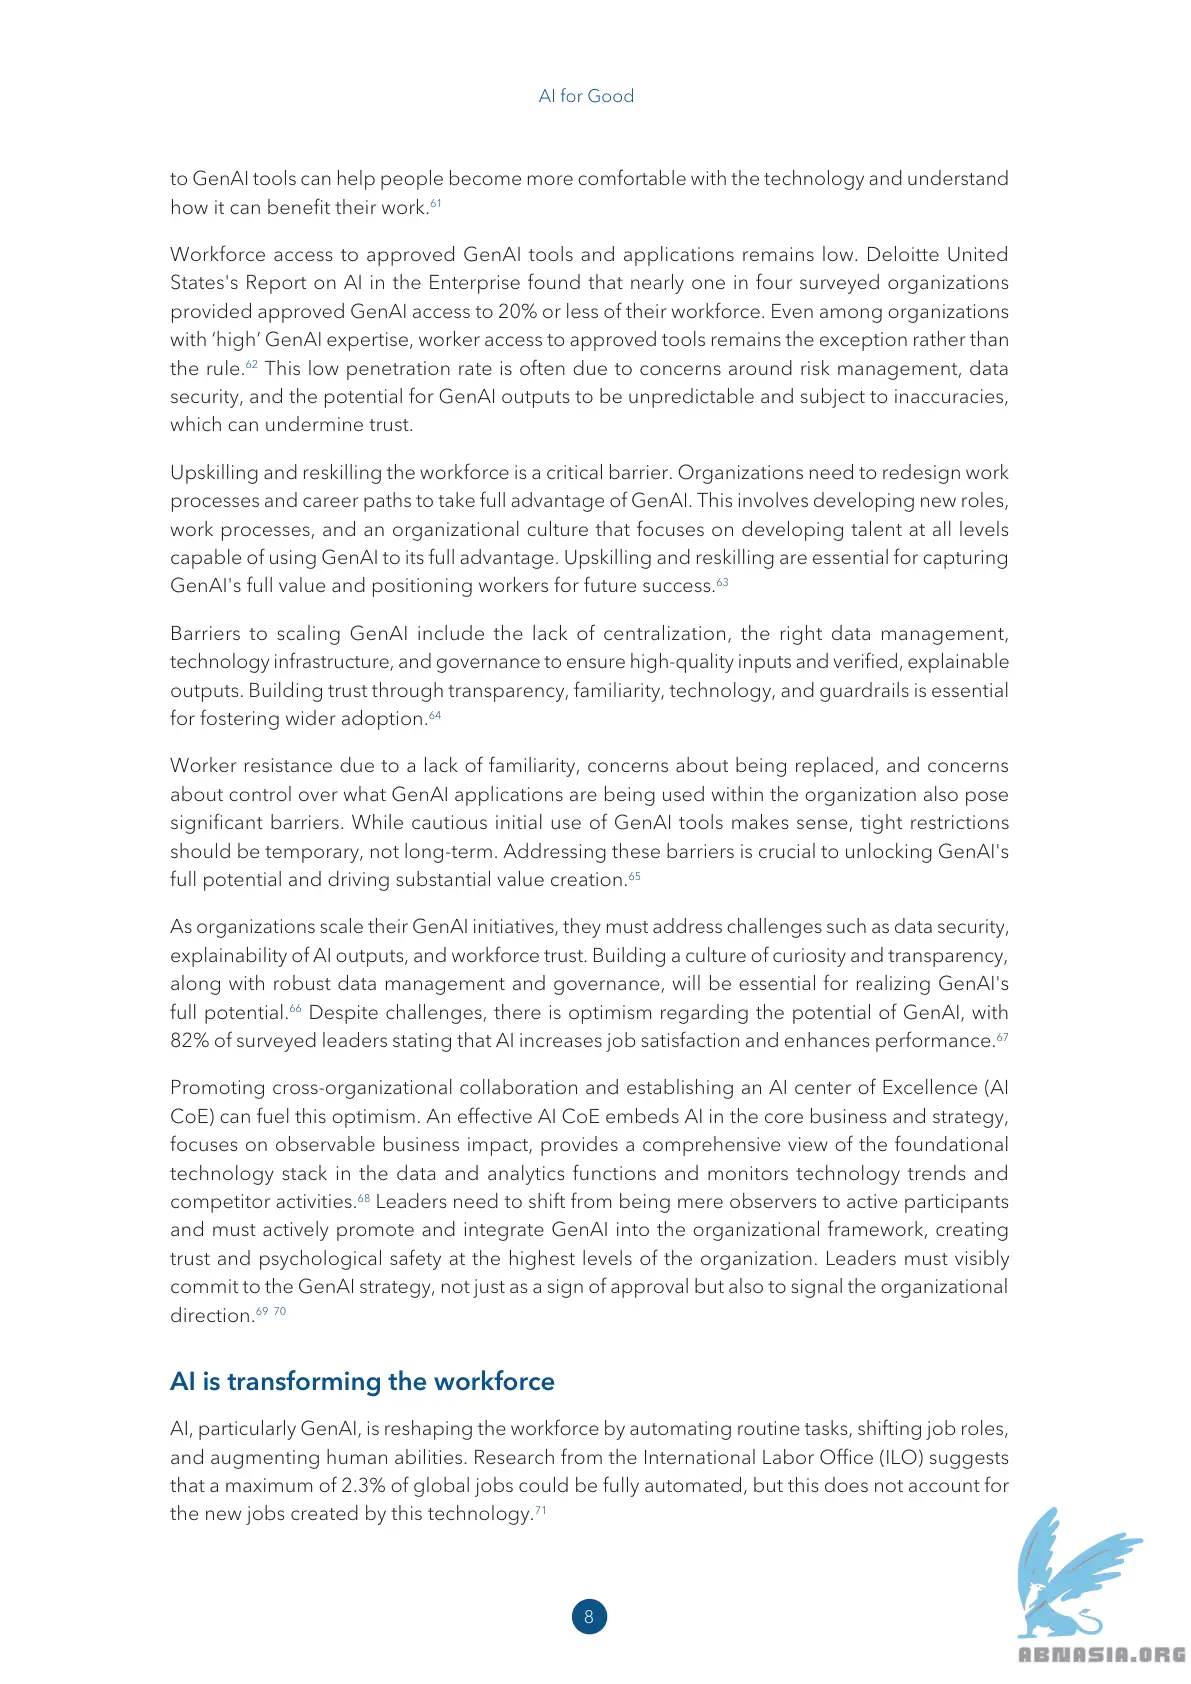 AI for Good
to GenAI tools can help people become more comfortable with the technology and understand
how it can benefit their work.61
Workforce access to approved GenAI tools and applications remains low. Deloitte United
States's Report on AI in the Enterprise found that nearly one in four surveyed organizations
provided approved GenAI access to 20% or less of their workforce. Even among organizations
with ‘high’ GenAI expertise, worker access to approved tools remains the exception rather than
the rule.62 This low penetration rate is often due to concerns around risk management, data
security, and the potential for GenAI outputs to be unpredictable and subject to inaccuracies,
which can undermine trust.
Upskilling and reskilling the workforce is a critical barrier. Organizations need to redesign work
processes and career paths to take full advantage of GenAI. This involves developing new roles,
work processes, and an organizational culture that focuses on developing talent at all levels
capable of using GenAI to its full advantage. Upskilling and reskilling are essential for capturing
GenAI's full value and positioning workers for future success.63
Barriers to scaling GenAI include the lack of centralization, the right data management,
technology infrastructure, and governance to ensure high-quality inputs and verified, explainable
outputs. Building trust through transparency, familiarity, technology, and guardrails is essential
for fostering wider adoption.64
Worker resistance due to a lack of familiarity, concerns about being replaced, and concerns
about control over what GenAI applications are being used within the organization also pose
significant barriers. While cautious initial use of GenAI tools makes sense, tight restrictions
should be temporary, not long-term. Addressing these barriers is crucial to unlocking GenAI's
full potential and driving substantial value creation.65
As organizations scale their GenAI initiatives, they must address challenges such as data security,
explainability of AI outputs, and workforce trust. Building a culture of curiosity and transparency,
along with robust data management and governance, will be essential for realizing GenAI's
full potential.66 Despite challenges, there is optimism regarding the potential of GenAI, with
82% of surveyed leaders stating that AI increases job satisfaction and enhances performance.67
Promoting cross-organizational collaboration and establishing an AI center of Excellence (AI
CoE) can fuel this optimism. An effective AI CoE embeds AI in the core business and strategy,
focuses on observable business impact, provides a comprehensive view of the foundational
technology stack in the data and analytics functions and monitors technology trends and
competitor activities.68 Leaders need to shift from being mere observers to active participants
and must actively promote and integrate GenAI into the organizational framework, creating
trust and psychological safety at the highest levels of the organization. Leaders must visibly
commit to the GenAI strategy, not just as a sign of approval but also to signal the organizational
direction.69 70
AI is transforming the workforce
AI, particularly GenAI, is reshaping the workforce by automating routine tasks, shifting job roles,
and augmenting human abilities. Research from the International Labor Office (ILO) suggests
that a maximum of 2.3% of global jobs could be fully automated, but this does not account for
the new jobs created by this technology.71
8
ABNASIA.ORG